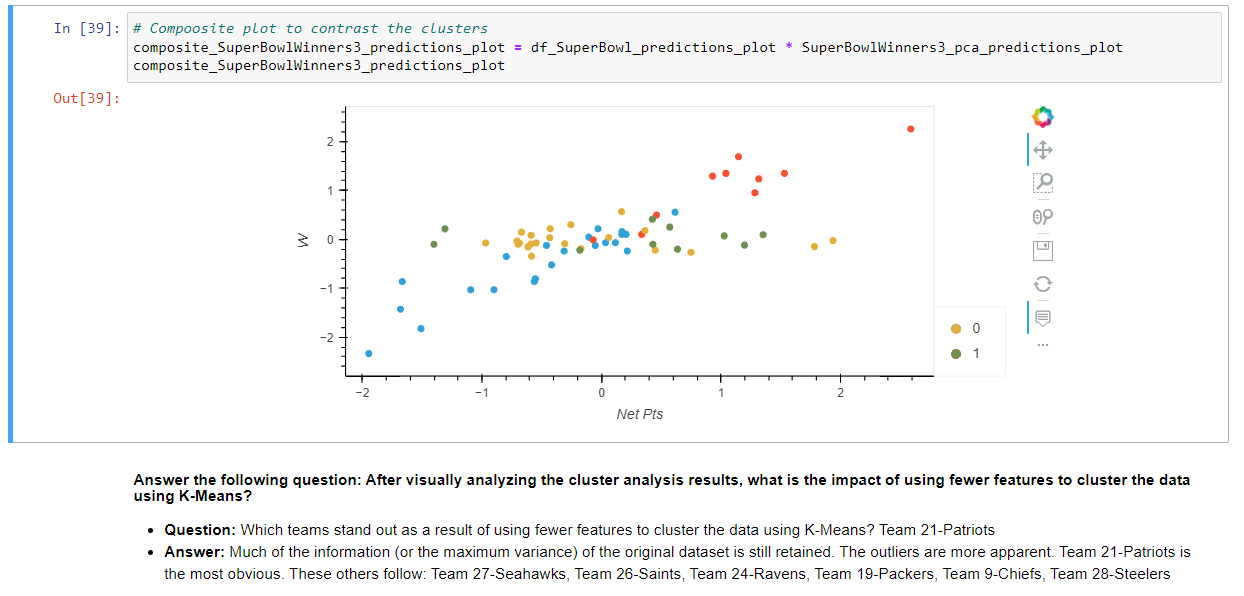 In [39]: # Compoosite plot to contrast the clusters
composite_SuperBowlWinners3_predictions_plot = df_SuperBowl_predictions_plot * SuperBowlWinners3_pca_predictions_plot
composite_SuperBowlWinners3_predictions_plot
Out[39]:
2
1
0
−1
−2
W
−2 −1 0 1 2
Net Pts
0
1
...
Answer the following question: After visually analyzing the cluster analysis results, what is the impact of using fewer features to cluster the data
using K-Means?
• Question: Which teams stand out as a result of using fewer features to cluster the data using K-Means? Team 21-Patriots
• Answer: Much of the information (or the maximum variance) of the original dataset is still retained. The outliers are more apparent. Team 21-Patriots is
the most obvious. These others follow: Team 27-Seahawks, Team 26-Saints, Team 24-Ravens, Team 19-Packers, Team 9-Chiefs, Team 28-Steelers